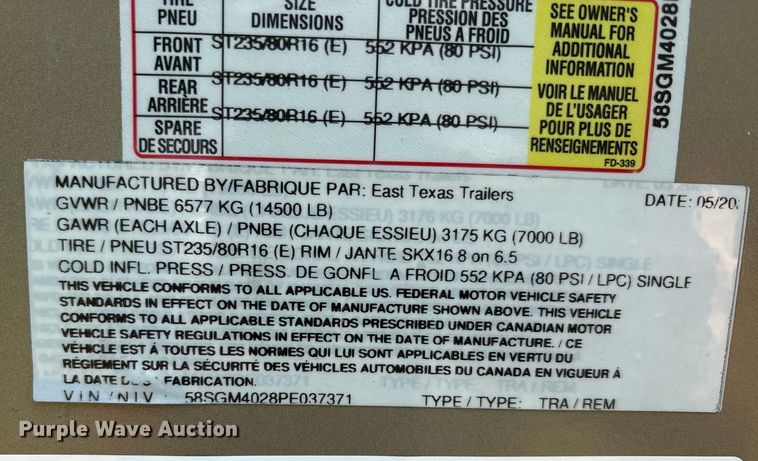 TIRE SIZE COLD TIRE PRESSURE
PNEU DIMENSIONS PRESSION DES
PNEUS A FROID
FRONT ST235/80R16 (E) 552 KPA (80 PSI)
AVANT
REAR ST235/80R16 (E) 552 KPA (80 PSI)
ARRIÈRE
SPARE ST235/80R16 (E) 552 KPA (80 PSI)
DE SECOURS
SEE OWNER'S
MANUAL FOR
ADDITIONAL
INFORMATION
VOIR LE MANUEL
DE L'USAGER
POUR PLUS DE
RENSEIGNEMENTS
FD-339
58SGM4028
MANUFACTURED BY/FABRIQUE PAR: East Texas Trailers DATE: 05/20
GVWR / PNBE 6577 KG (14500 LB)
GAWR (EACH AXLE) / PNBE (CHAQUE ESSIEU) 3175 KG (7000 LB)
TIRE / PNEU ST235/80R16 (E) RIM / JANTE SKX16 8 on 6.5
COLD INFL. PRESS / PRESS. DE GONFL A FROID 552 KPA (80 PSI / LPC) SINGLE
THIS VEHICLE CONFORMS TO ALL APPLICABLE US. FEDERAL MOTOR VEHICLE SAFETY
STANDARDS IN EFFECT ON THE DATE OF MANUFACTURE SHOWN ABOVE. THIS VEHICLE
CONFORMS TO ALL APPLICABLE STANDARDS PRESCRIBED UNDER CANADIAN MOTOR
VEHICLE SAFETY REGULATIONS IN EFFECT ON THE DATE OF MANUFACTURE. / CE
VÉHICLE EST Á TOUTES LES NORMES QUI LUI SONT APPLICABLES EN VERTU DU
RÉGIEMENT SUR LA SÉCURITÉ DES VÉHICLES AUTOMOBILES DU CANADA EN VIGUEUR À
LA DATE FABRICATION.
VIN / NIV : 58SGM4028PE037371 TYPE / TYPE: TRA / REM
Purple Wave Auction